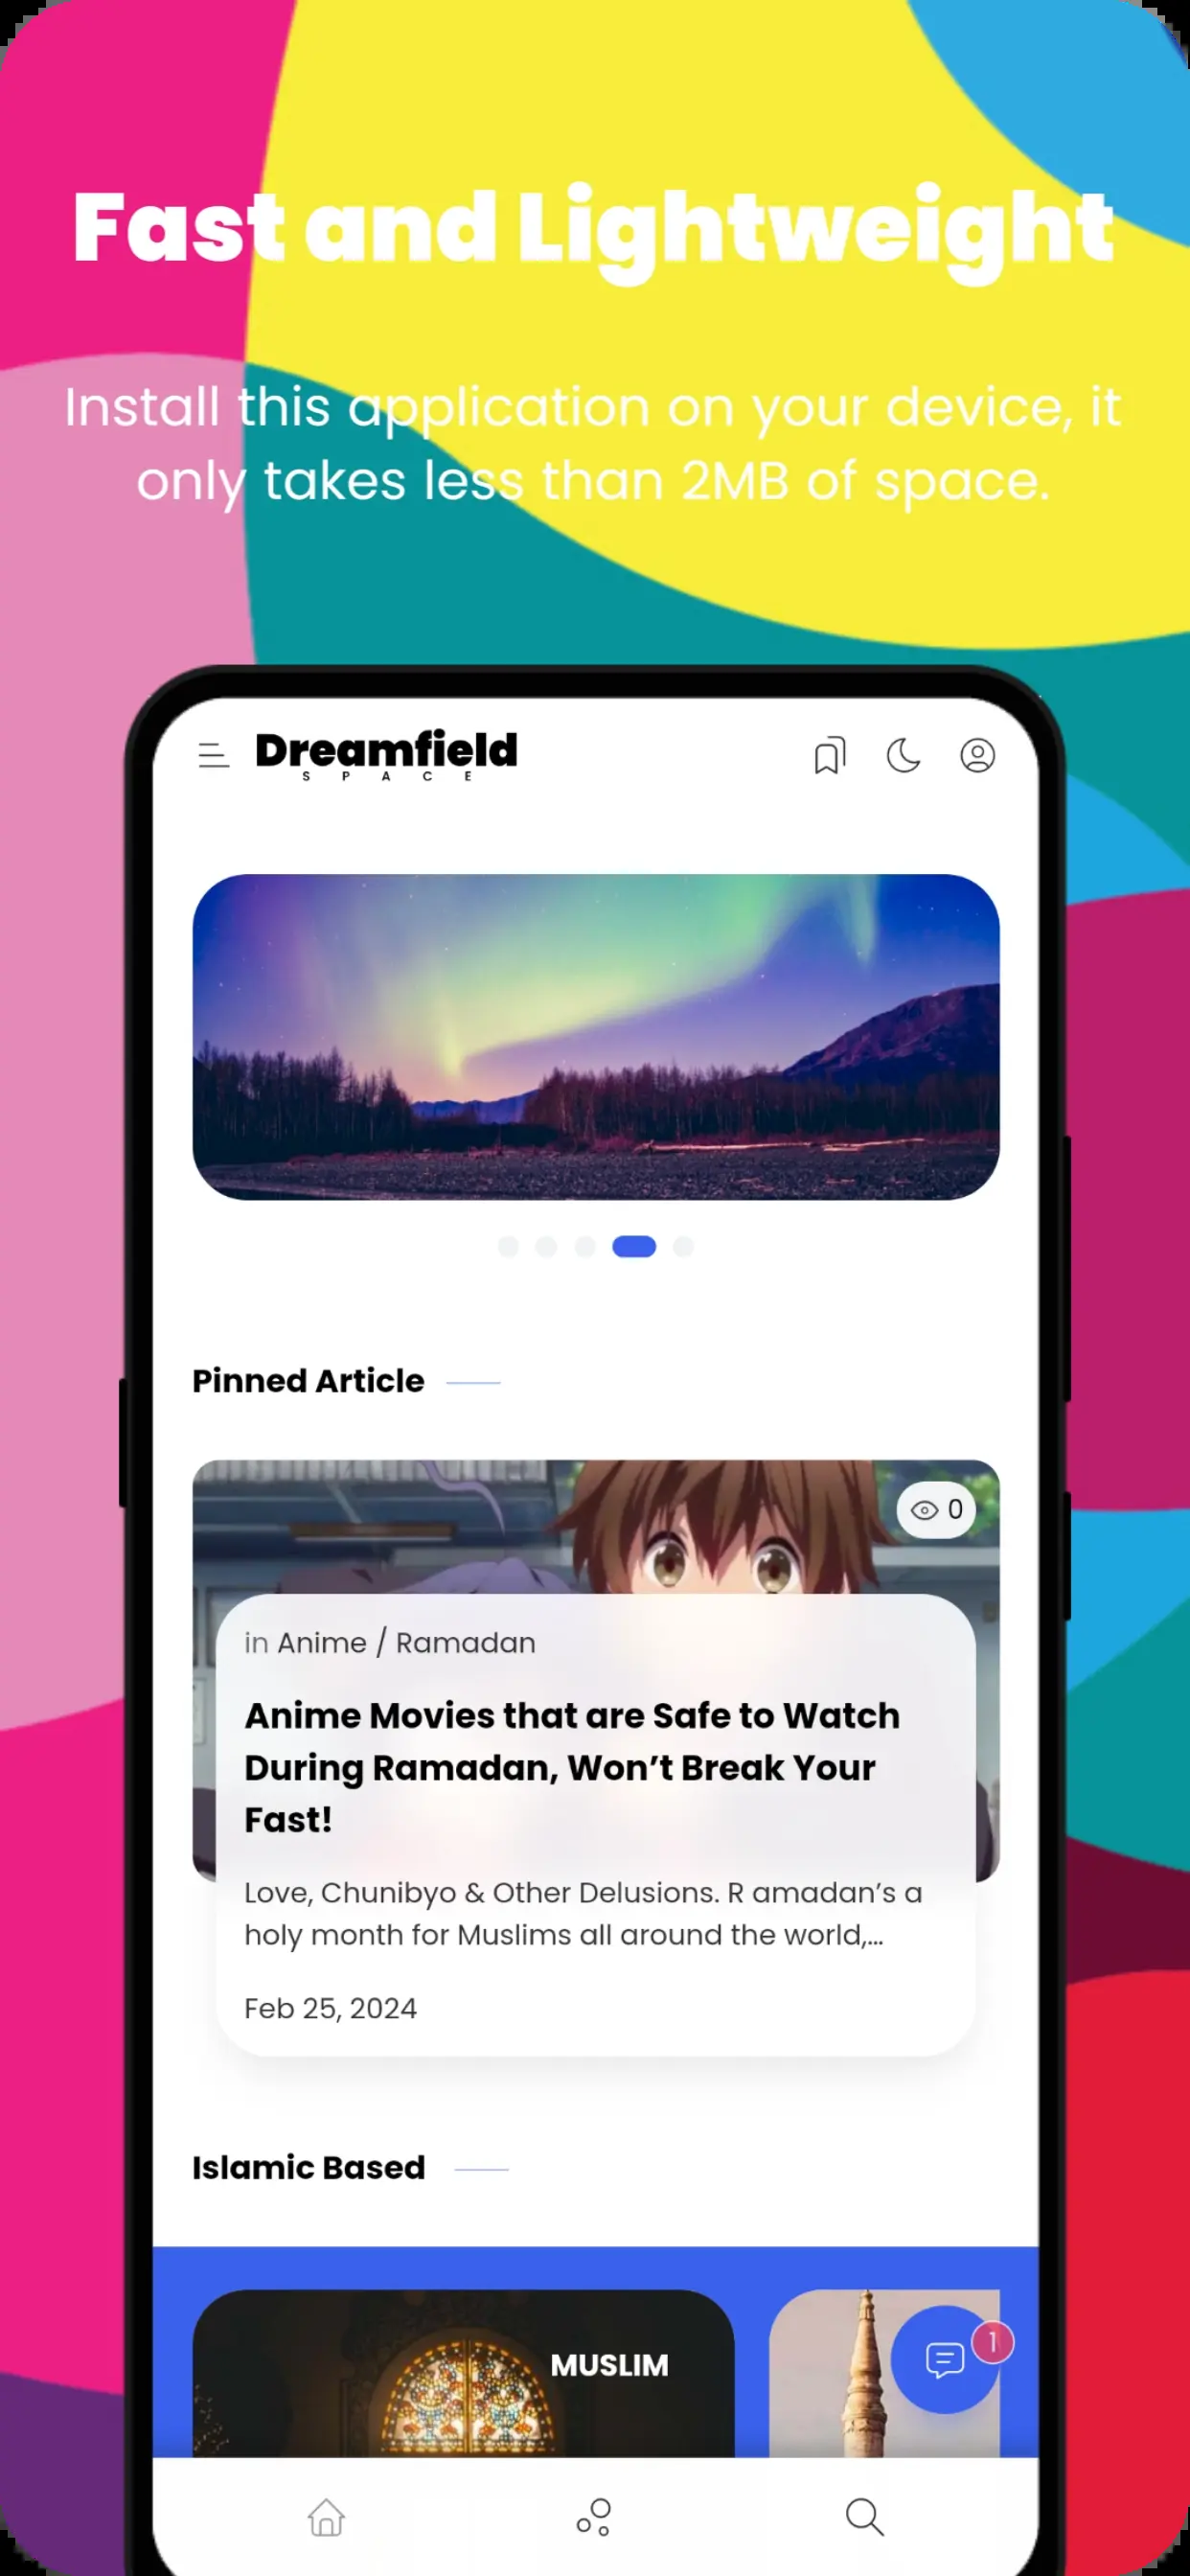 Fast and Lightweight
Install this application on your device, it
only takes less than 2MB of space.
Dreamfield
SPACE
Pinned Article
0
in Anime / Ramadan
Anime Movies that are Safe to Watch
During Ramadan, Won’t Break Your
Fast!
Love, Chunibyo & Other Delusions. R amadan’s a
holy month for Muslims all around the world,...
Feb 25, 2024
Islamic Based
MUSLIM
1